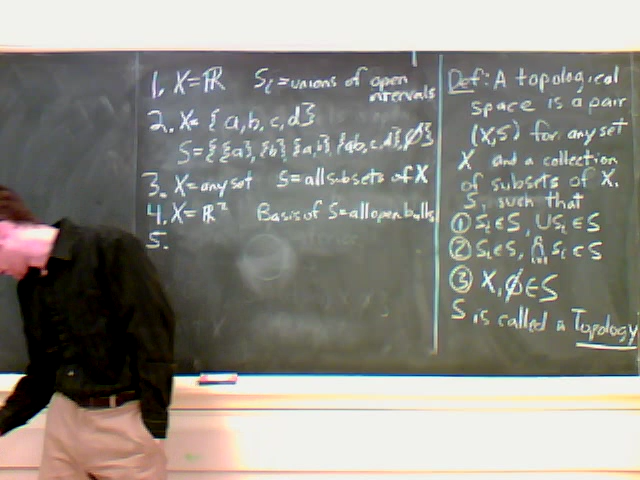 1. X = ℝ S_i = unions of open
intervals
2. X = {a, b, c, d}
S = {{a}, {b}, {a, b}, {a, b, c, d}, ∅}
3. X = any set S = all subsets of X
4. X = ℝ² Basis of S = all open balls
5.
Def: A topological
space is a pair
(X, S) for any set
X and a collection
of subsets of X,
S, such that
① S_i ∈ S, ∪S_i ∈ S
② S_i ∈ S, ∩ S_i ∈ S
③ X, ∅ ∈ S
S is called a Topology